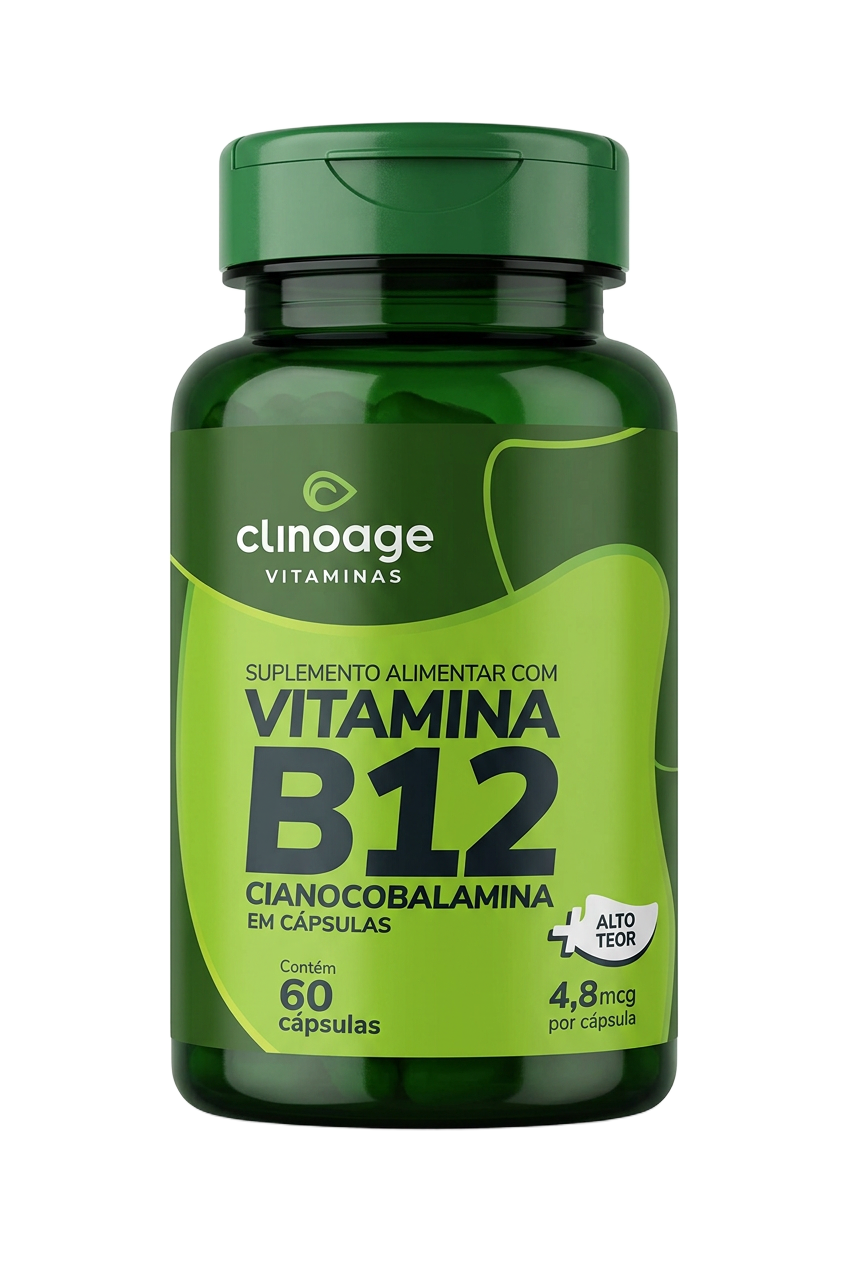 clinoage
VITAMINAS
SUPLEMENTO ALIMENTAR COM
VITAMINA
B12
CIANOCOBALAMINA
EM CÁPSULAS
+ ALTO
TEOR
Contém
60
cápsulas
4,8mcg
por cápsula